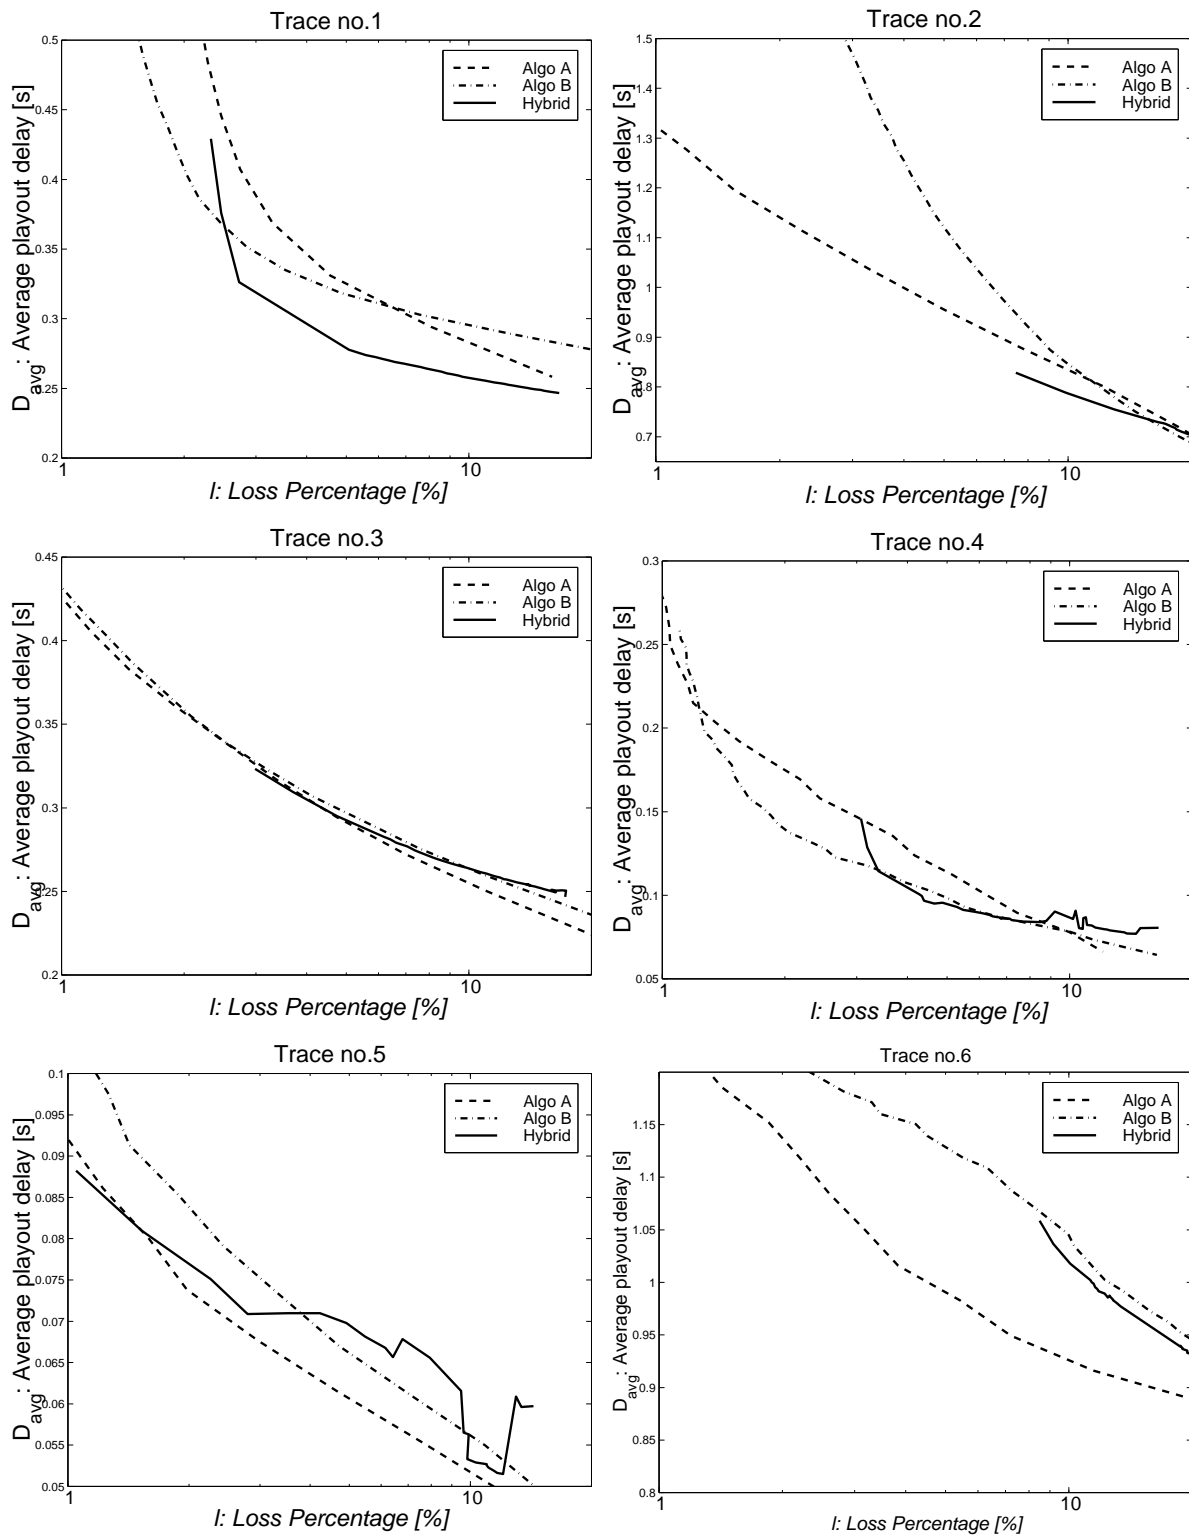 Trace no.1
0.5
0.45
0.4
0.35
0.3
0.25
0.2
1
10
D_avg : Average playout delay [s]
l: Loss Percentage [%]
Algo A
Algo B
Hybrid
Trace no.2
1.5
1.4
1.3
1.2
1.1
1
0.9
0.8
0.7
1
10
D_avg : Average playout delay [s]
l: Loss Percentage [%]
Algo A
Algo B
Hybrid
Trace no.3
0.45
0.4
0.35
0.3
0.25
0.2
1
10
D_avg : Average playout delay [s]
l: Loss Percentage [%]
Algo A
Algo B
Hybrid
Trace no.4
0.3
0.25
0.2
0.15
0.1
0.05
1
10
D_avg : Average playout delay [s]
l: Loss Percentage [%]
Algo A
Algo B
Hybrid
Trace no.5
0.1
0.095
0.09
0.085
0.08
0.075
0.07
0.065
0.06
0.055
0.05
1
10
D_avg : Average playout delay [s]
l: Loss Percentage [%]
Algo A
Algo B
Hybrid
Trace no.6
1.15
1.1
1.05
1
0.95
0.9
0.85
0.8
1
10
D_avg : Average playout delay [s]
l: Loss Percentage [%]
Algo A
Algo B
Hybrid